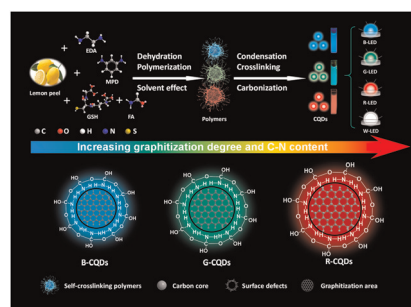 EDA
MPD
Lemon peel
GSH
FA
Dehydration
Polymerization
Solvent effect
Polymers
Condensation
Crosslinking
Carbonization
CQDs
B-LED
G-LED
R-LED
W-LED
C O H N S
Increasing graphitization degree and C-N content
B-CQDs
G-CQDs
R-CQDs
Self-crosslinking polymers Carbon core Surface defects Graphitization area